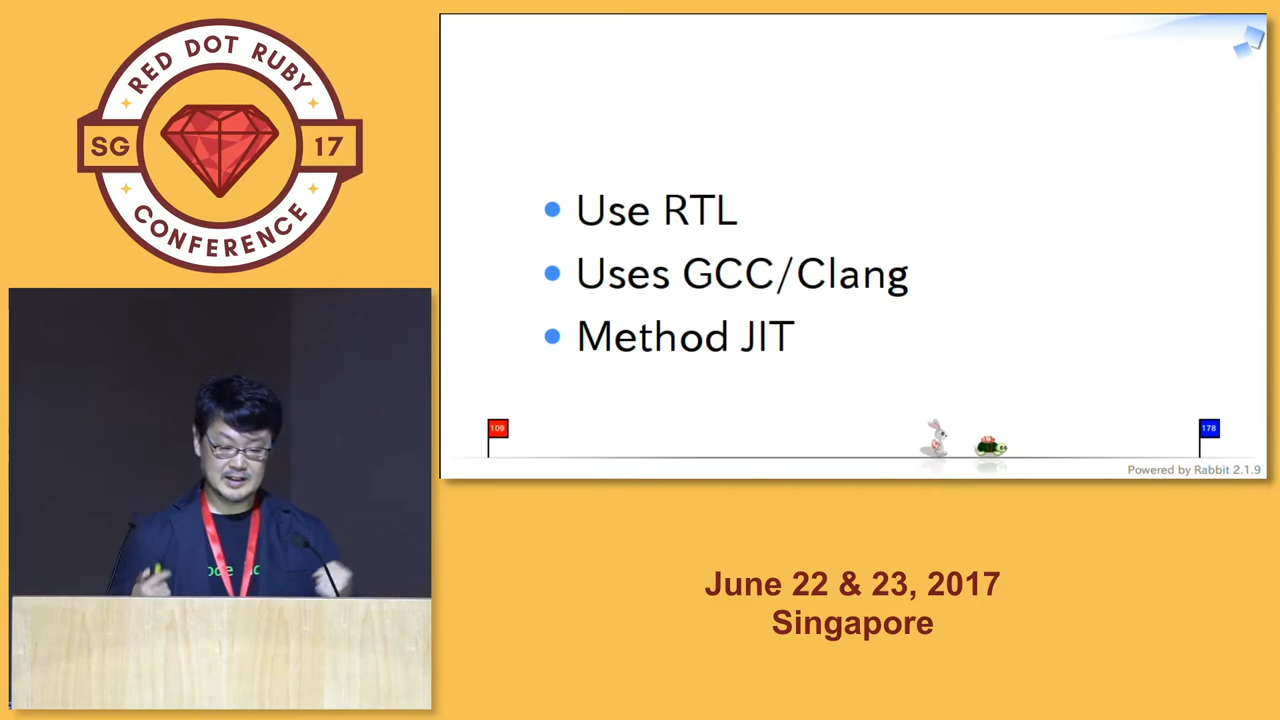 RED DOT RUBY
SG 17
CONFERENCE
Use RTL
Uses GCC/Clang
Method JIT
109
178
Powered by Rabbit 2.1.9
June 22 & 23, 2017
Singapore